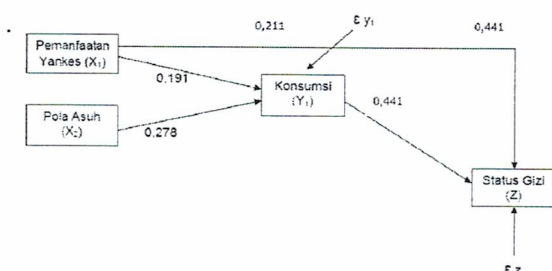 0,211
0,441
ε y₁
Pemanfaatan
Yankes (X₁)
0,191
Konsumsi
(Y₁)
0,441
Pola Asuh
(X₂)
0,278
Status Gizi
(Z)
ε z